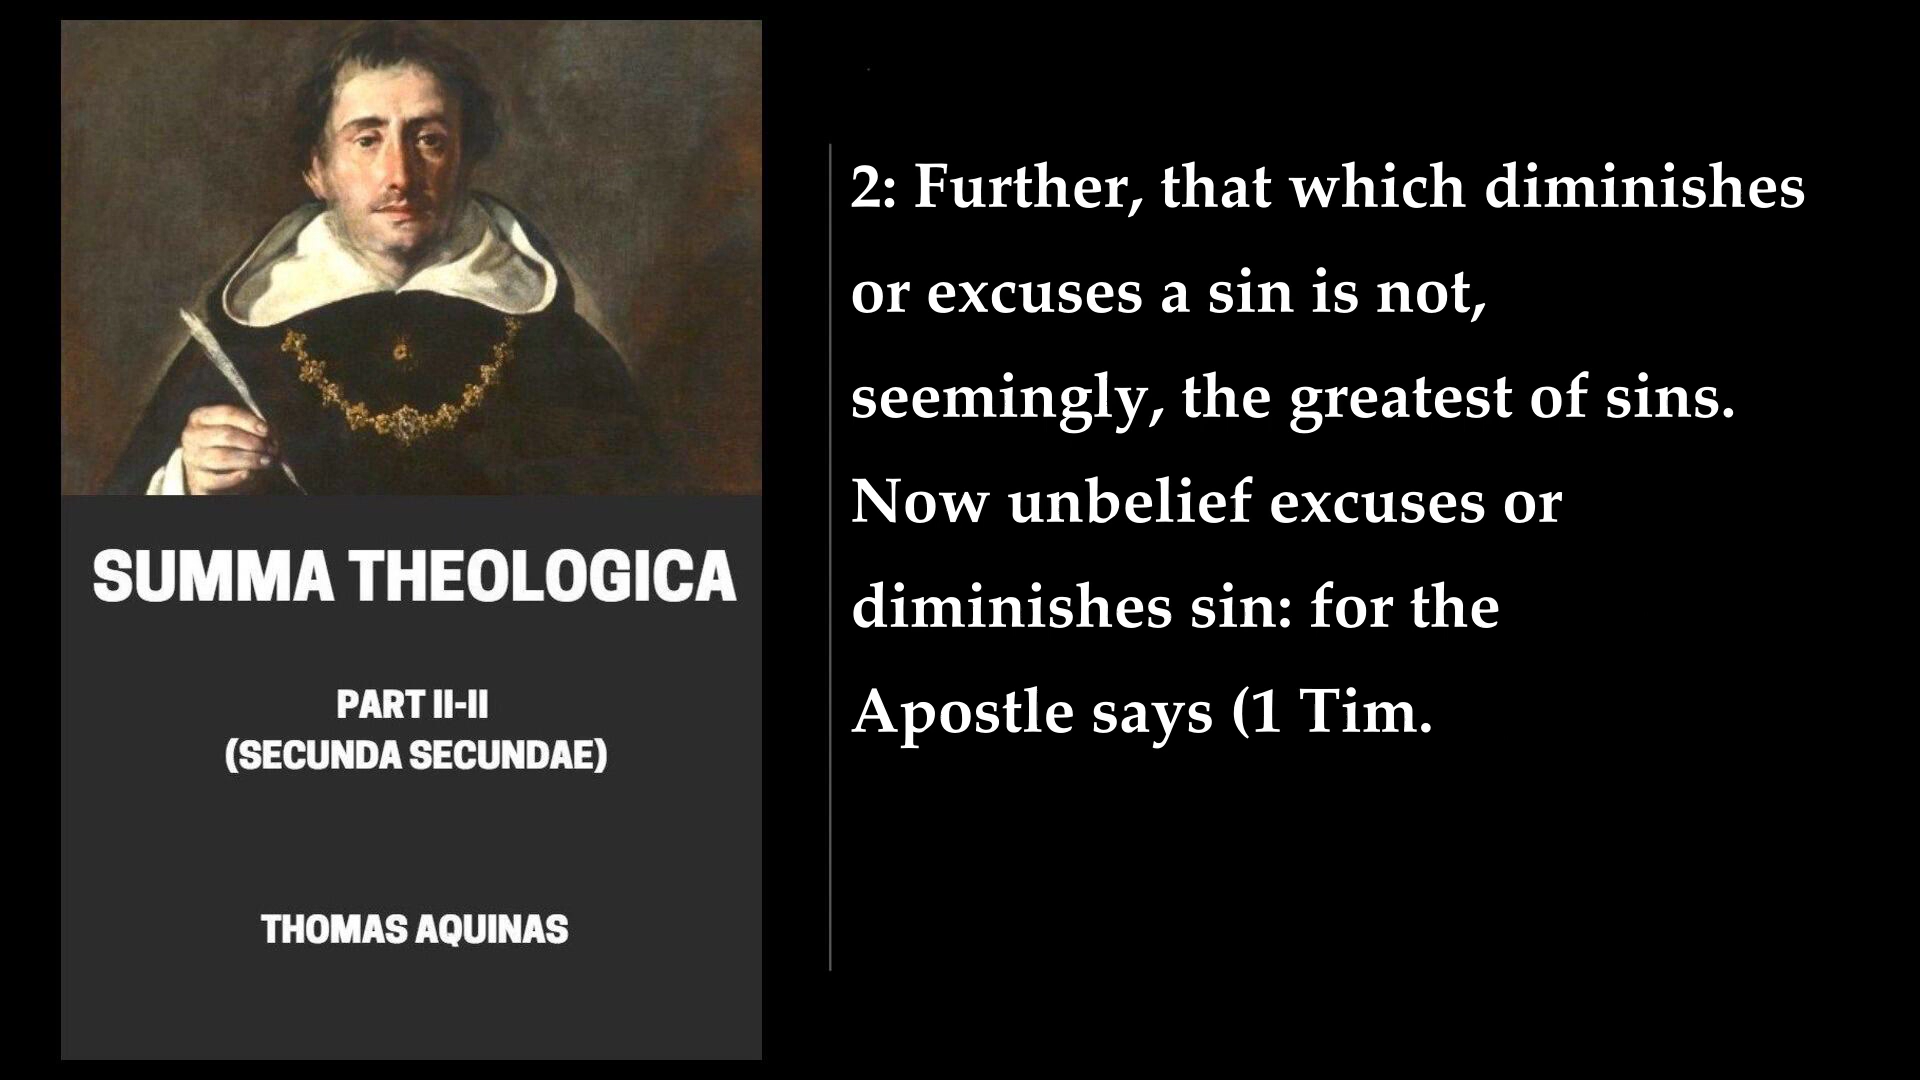 SUMMA THEOLOGICA
PART II-II
(SECUNDA SECUNDAE)
THOMAS AQUINAS
2: Further, that which diminishes
or excuses a sin is not,
seemingly, the greatest of sins.
Now unbelief excuses or
diminishes sin: for the
Apostle says (1 Tim.